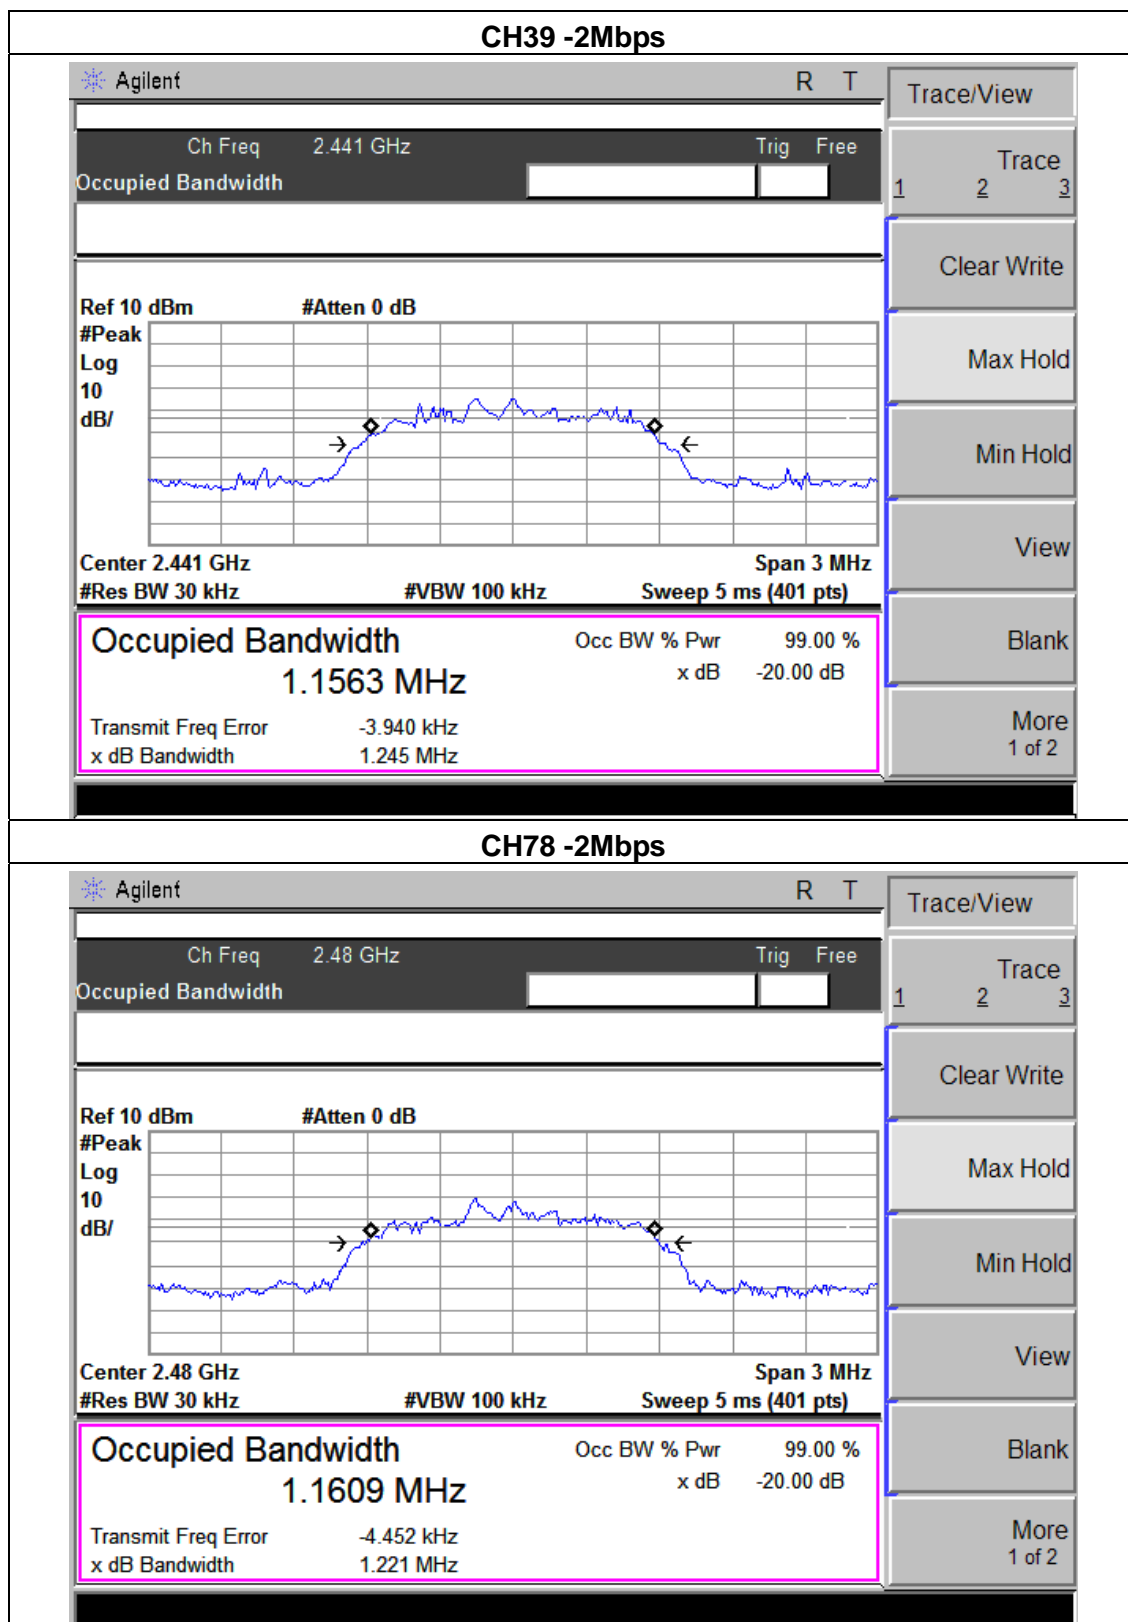 CH39 -2Mbps
Agilent R T
Trace/View
Ch Freq 2.441 GHz Trig Free
Occupied Bandwidth
Trace
1 2 3
Clear Write
Ref 10 dBm #Atten 0 dB
#Peak
Log
10
dB/
Max Hold
Min Hold
View
Center 2.441 GHz Span 3 MHz
#Res BW 30 kHz #VBW 100 kHz Sweep 5 ms (401 pts)
Occupied Bandwidth Occ BW % Pwr 99.00 %
1.1563 MHz x dB -20.00 dB
Blank
Transmit Freq Error -3.940 kHz
x dB Bandwidth 1.245 MHz
More
1 of 2
CH78 -2Mbps
Agilent R T
Trace/View
Ch Freq 2.48 GHz Trig Free
Occupied Bandwidth
Trace
1 2 3
Clear Write
Ref 10 dBm #Atten 0 dB
#Peak
Log
10
dB/
Max Hold
Min Hold
View
Center 2.48 GHz Span 3 MHz
#Res BW 30 kHz #VBW 100 kHz Sweep 5 ms (401 pts)
Occupied Bandwidth Occ BW % Pwr 99.00 %
1.1609 MHz x dB -20.00 dB
Blank
Transmit Freq Error -4.452 kHz
x dB Bandwidth 1.221 MHz
More
1 of 2